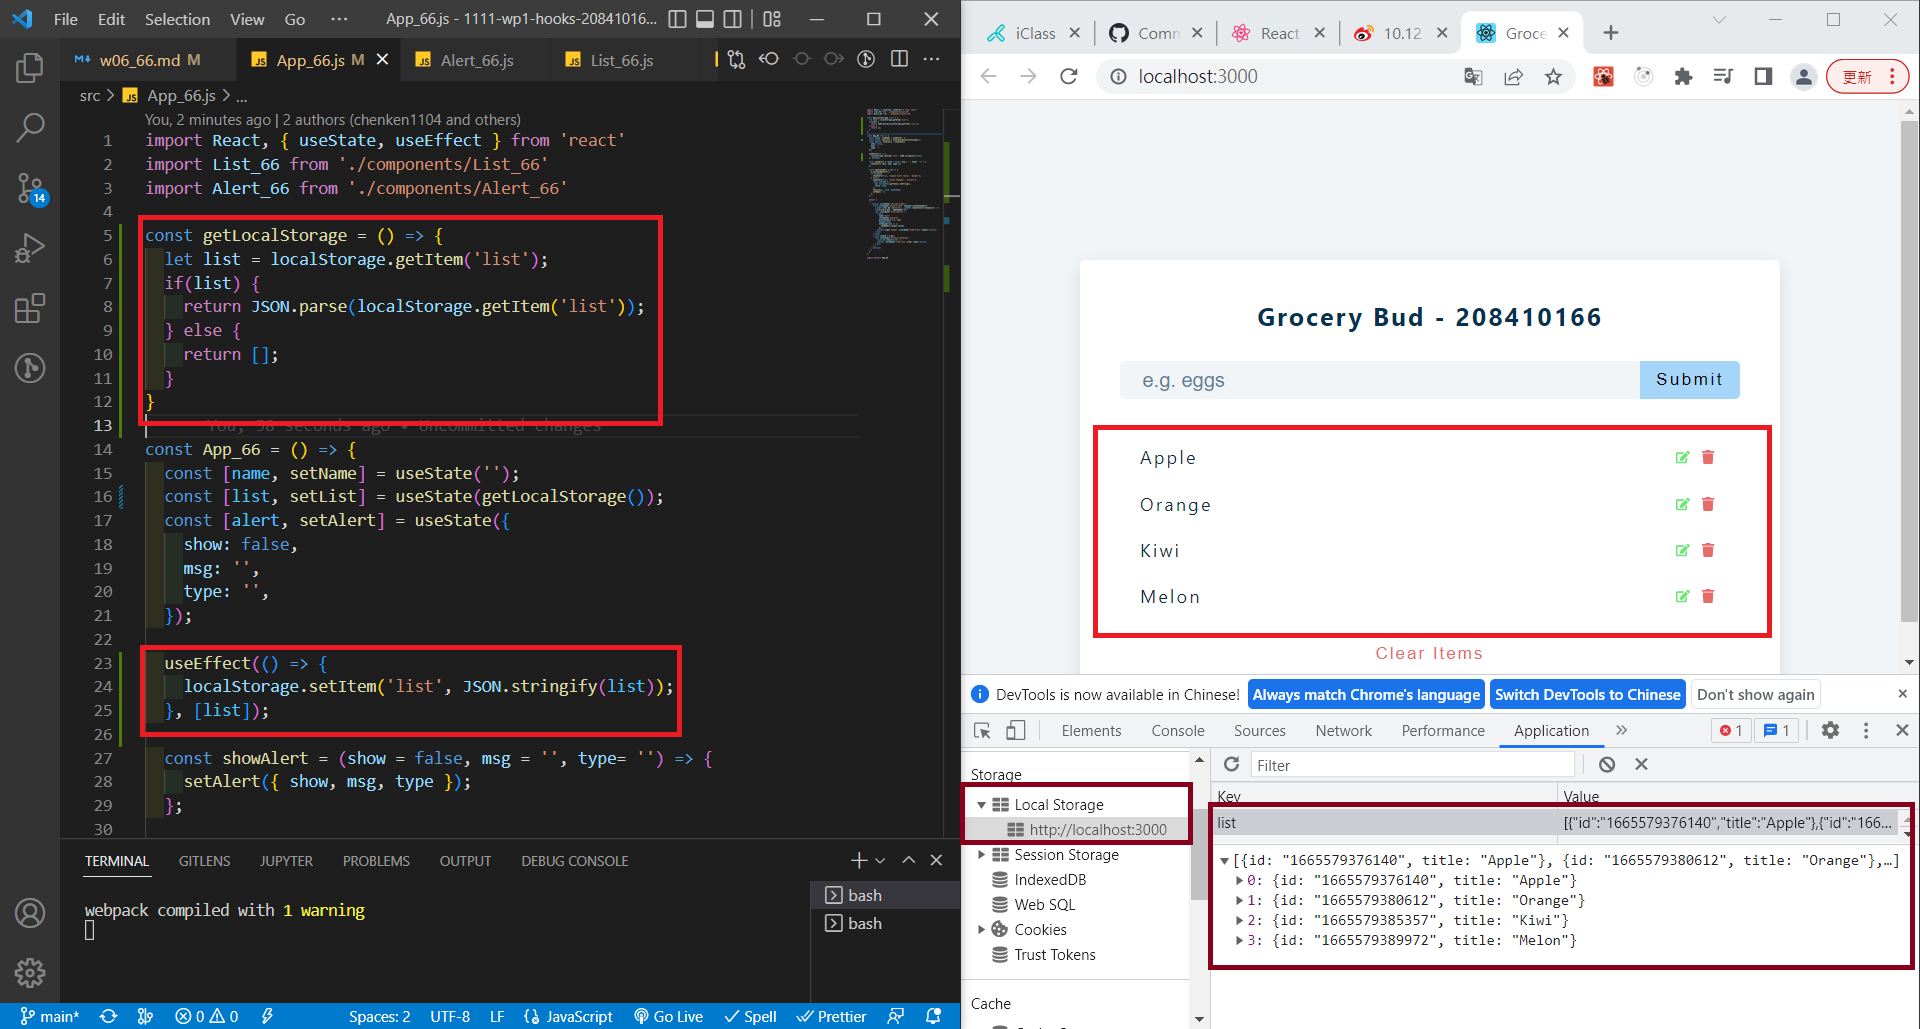 File Edit Selection View Go ··· App_66.js - 1111-wp1-hooks-20841016...
w06_66.md M App_66.js M Alert_66.js List_66.js
src > App_66.js > ...
You, 2 minutes ago | 2 authors (chenken1104 and others)
1 import React, { useState, useEffect } from 'react'
2 import List_66 from './components/List_66'
3 import Alert_66 from './components/Alert_66'
4
5 const getLocalStorage = () => {
6 let list = localStorage.getItem('list');
7 if(list) {
8 return JSON.parse(localStorage.getItem('list'));
9 } else {
10 return [];
11 }
12 }
13 You, 58 seconds ago • Uncommitted changes
14 const App_66 = () => {
15 const [name, setName] = useState('');
16 const [list, setList] = useState(getLocalStorage());
17 const [alert, setAlert] = useState({
18 show: false,
19 msg: '',
20 type: '',
21 });
22
23 useEffect(() => {
24 localStorage.setItem('list', JSON.stringify(list));
25 }, [list]);
26
27 const showAlert = (show = false, msg = '', type= '') => {
28 setAlert({ show, msg, type });
29 };
30
14
TERMINAL GITLENS JUPYTER PROBLEMS OUTPUT DEBUG CONSOLE
webpack compiled with 1 warning
bash
bash
main* 0 0 Spaces: 2 UTF-8 LF JavaScript Go Live Spell Prettier
iClass Comm React 10.12 Groce
localhost:3000 更新
Grocery Bud - 208410166
e.g. eggs Submit
Apple
Orange
Kiwi
Melon
Clear Items
DevTools is now available in Chinese! Always match Chrome's language Switch DevTools to Chinese Don't show again
Elements Console Sources Network Performance Application 1 1
Storage
Local Storage
http://localhost:3000
Session Storage
IndexedDB
Web SQL
Cookies
Trust Tokens
Cache
Filter
Key Value
list [{"id":"1665579376140","title":"Apple"},{"id":"166...
[{id: "1665579376140", title: "Apple"}, {id: "1665579380612", title: "Orange"},…]
0: {id: "1665579376140", title: "Apple"}
1: {id: "1665579380612", title: "Orange"}
2: {id: "1665579385357", title: "Kiwi"}
3: {id: "1665579389972", title: "Melon"}